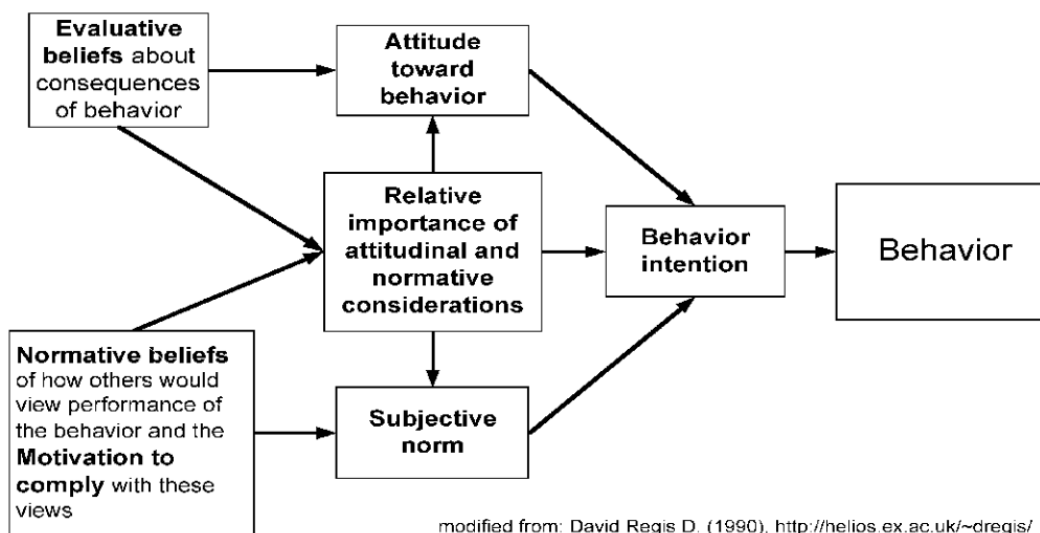 Evaluative
beliefs about
consequences
of behavior
Attitude
toward
behavior
Relative
importance of
attitudinal and
normative
considerations
Behavior
intention
Behavior
Normative beliefs
of how others would
view performance of
the behavior and the
Motivation to
comply with these
views
Subjective
norm
modified from: David Regis D. (1990), http://helios.ex.ac.uk/~dregis/